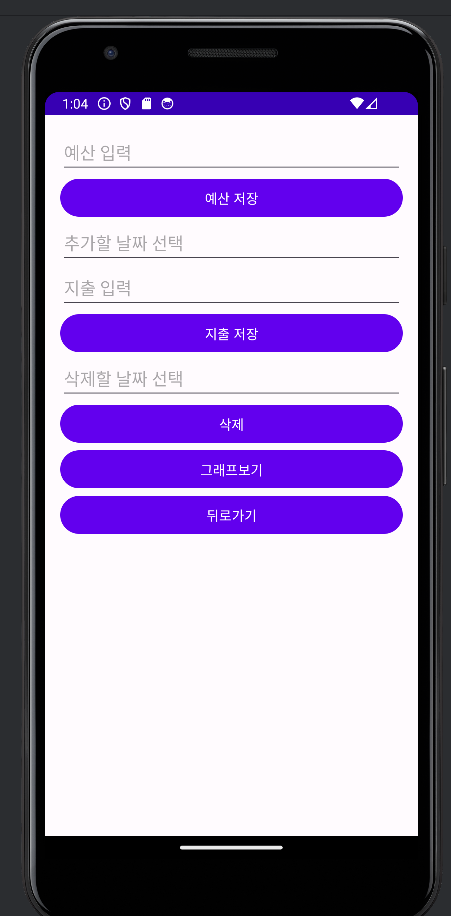 1:04
예산 입력
예산 저장
추가할 날짜 선택
지출 입력
지출 저장
삭제할 날짜 선택
삭제
그래프보기
뒤로가기